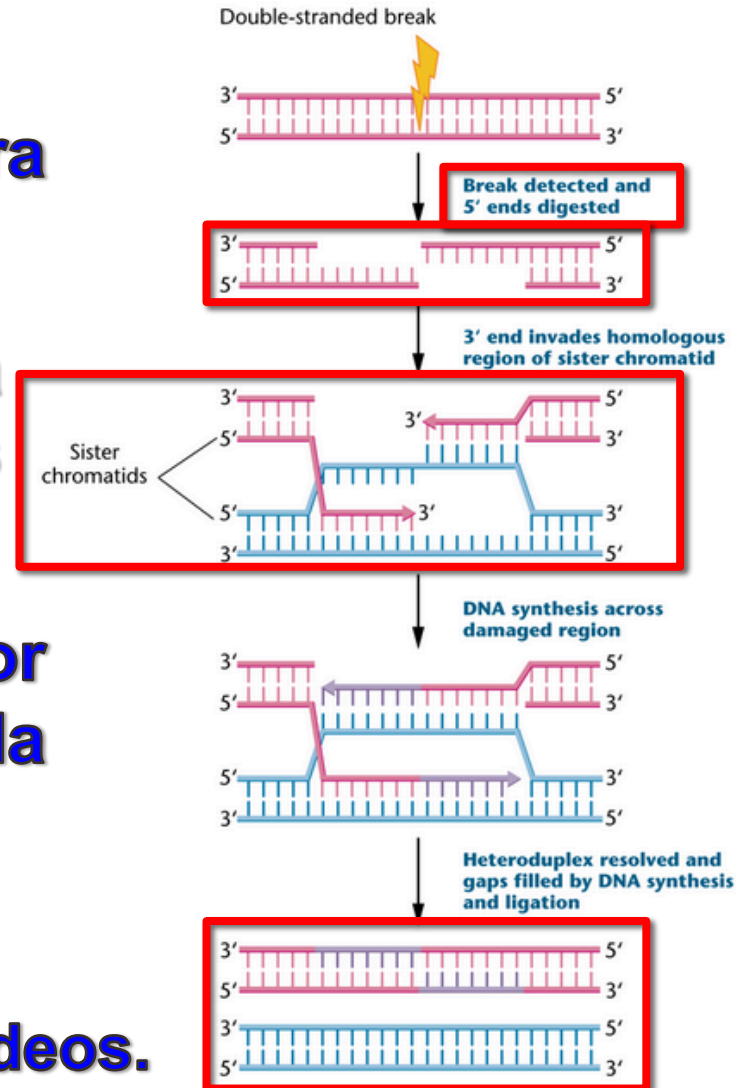 Double-stranded break
3′ 5′
5′ 3′
Break detected and
5′ ends digested
3′ 5′
5′ 3′
3′ end invades homologous
region of sister chromatid
3′ 5′
3′
5′ 3′
Sister
chromatids
5′ 3′ 3′
3′ 5′
DNA synthesis across
damaged region
3′ 5′
5′ 3′
5′ 3′
3′ 5′
Heteroduplex resolved and
gaps filled by DNA synthesis
and ligation
3′ 5′
5′ 3′
3′ 3′
5′ 5′
ra
or
la
deos.